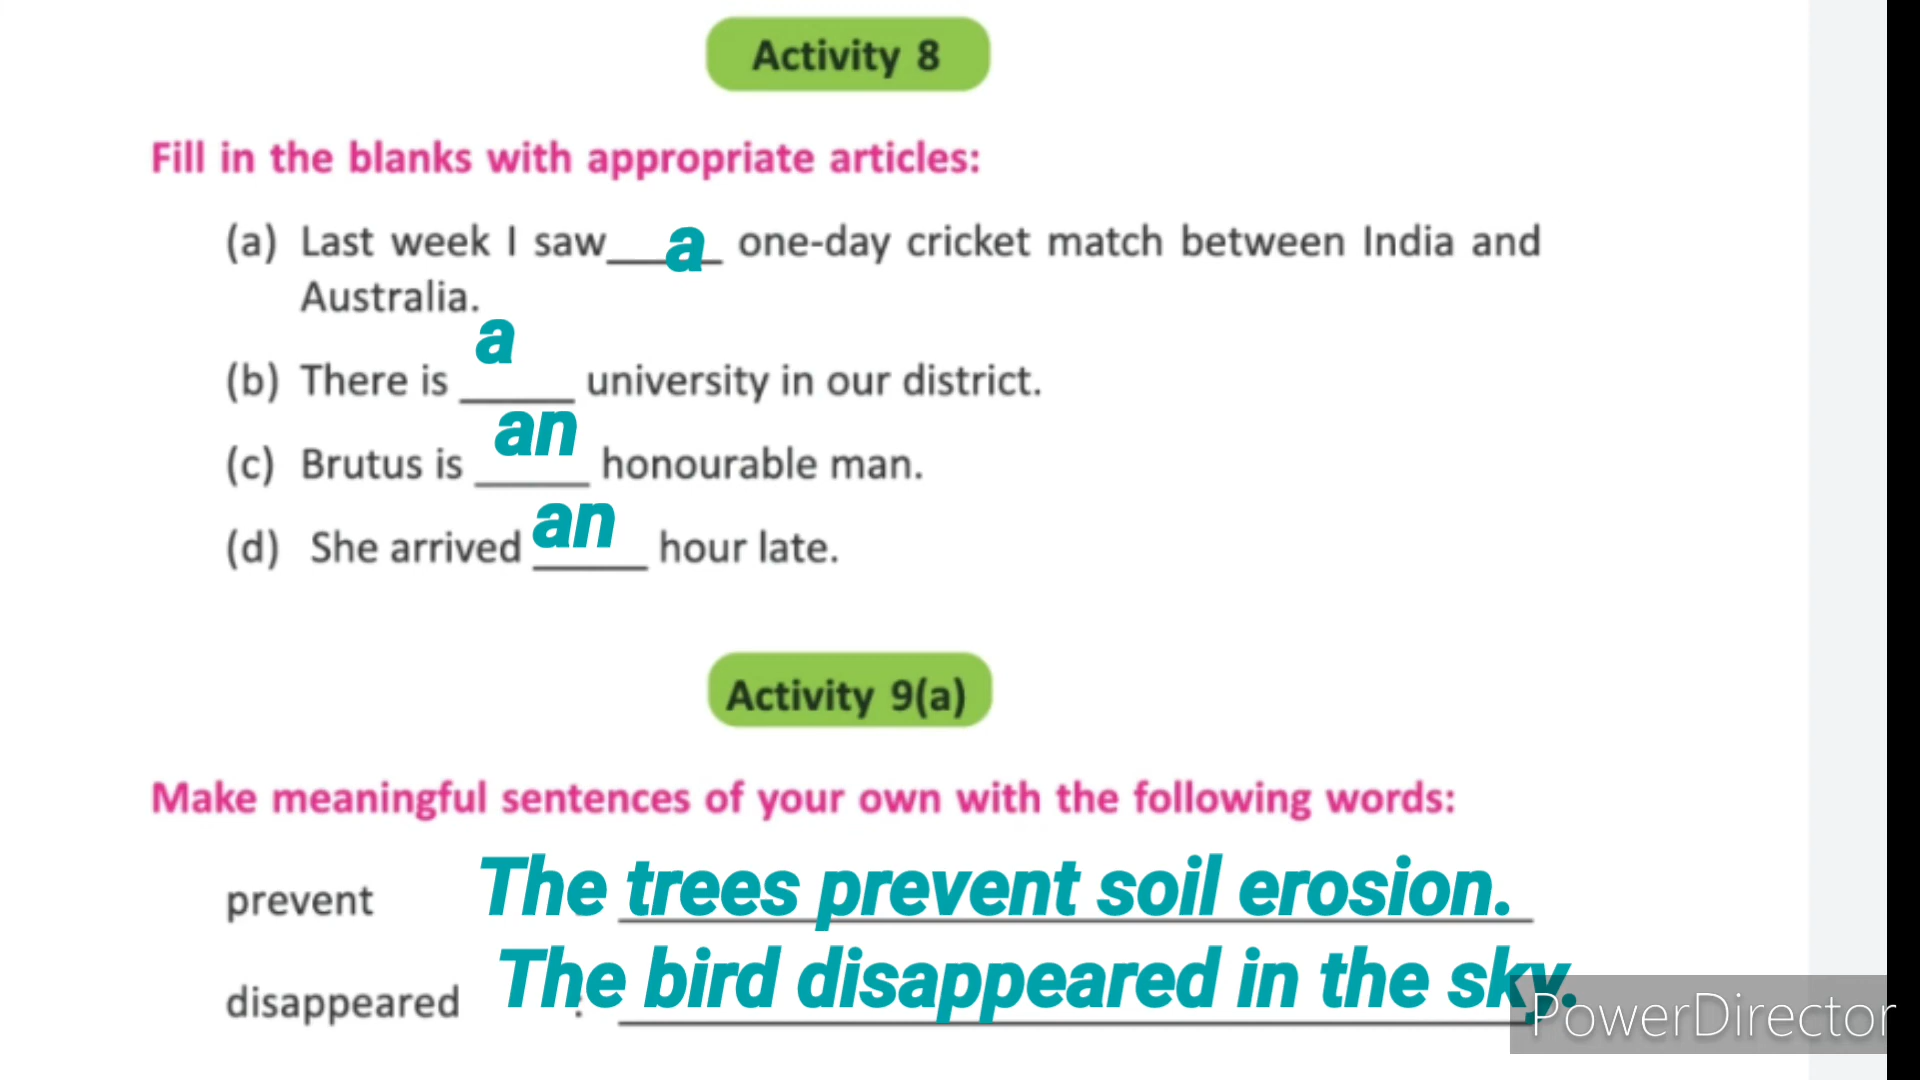 Activity 8
Fill in the blanks with appropriate articles:
(a) Last week I saw a one-day cricket match between India and
Australia.
(b) There is a university in our district.
(c) Brutus is an honourable man.
(d) She arrived an hour late.
Activity 9(a)
Make meaningful sentences of your own with the following words:
prevent The trees prevent soil erosion.
disappeared : The bird disappeared in the sky.
PowerDirector